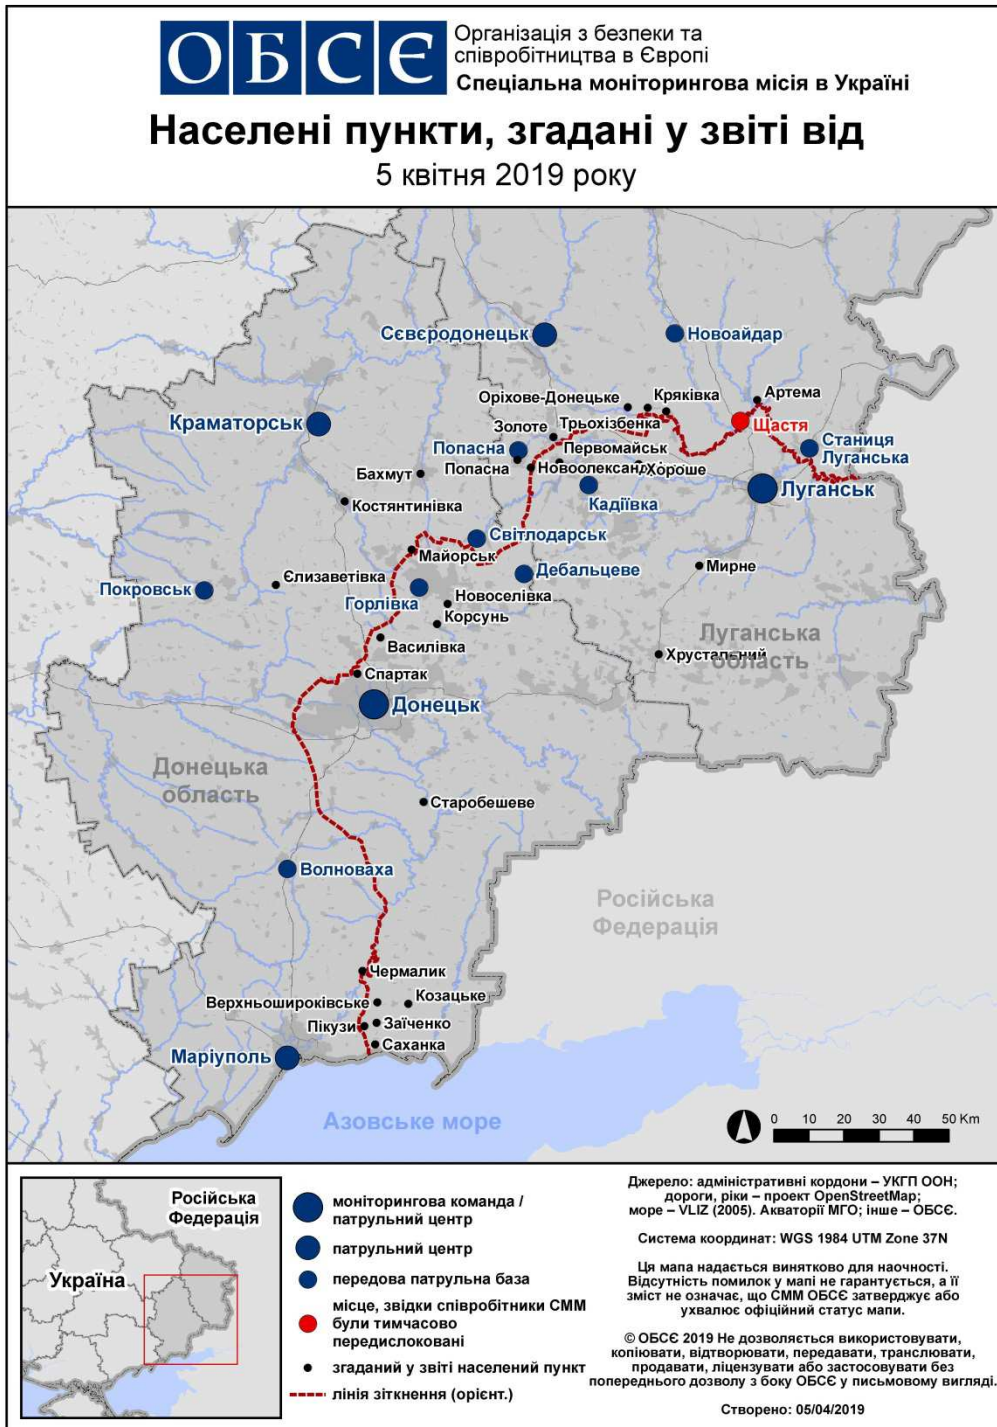 ОБСЄ
Організація з безпеки та
співробітництва в Європі
Спеціальна моніторингова місія в Україні
Населені пункти, згадані у звіті від
5 квітня 2019 року
Сєвєродонецьк
Новоайдар
Краматорськ
Оріхове-Донецьке
Кряківка
Артема
Золоте
Трьохізбенка
Щастя
Попасна
Первомайськ
Станиця
Луганська
Попасна
Новоолександ
Хороше
Бахмут
Кадіївка
Луганськ
Костянтинівка
Світлодарськ
Майорськ
Мирне
Єлизаветівка
Дебальцеве
Покровськ
Горлівка
Новоселівка
Корсунь
Василівка
Луганська
область
Хрустальний
Спартак
Донецьк
Донецька
область
Старобешеве
Волноваха
Російська
Федерація
Чермалик
Верхньошироківське
Козацьке
Пікузи
Заїченко
Саханка
Маріуполь
Азовське море
0 10 20 30 40 50 Km
Російська
Федерація
Україна
моніторингова команда /
патрульний центр
патрульний центр
передова патрульна база
місце, звідки співробітники СММ
були тимчасово
передислоковані
згаданий у звіті населений пункт
лінія зіткнення (орієнт.)
Джерело: адміністративні кордони – УКГП ООН;
дороги, ріки – проект OpenStreetMap;
море – VLIZ (2005). Акваторії МГО; інше – ОБСЄ.
Система координат: WGS 1984 UTM Zone 37N
Ця мапа надається винятково для наочності.
Відсутність помилок у мапі не гарантується, а її
зміст не означає, що СММ ОБСЄ затверджує або
ухвалює офіційний статус мапи.
© ОБСЄ 2019 Не дозволяється використовувати,
копіювати, відтворювати, передавати, транслювати,
продавати, ліцензувати або застосовувати без
попереднього дозволу з боку ОБСЄ у письмовому вигляді.
Створено: 05/04/2019